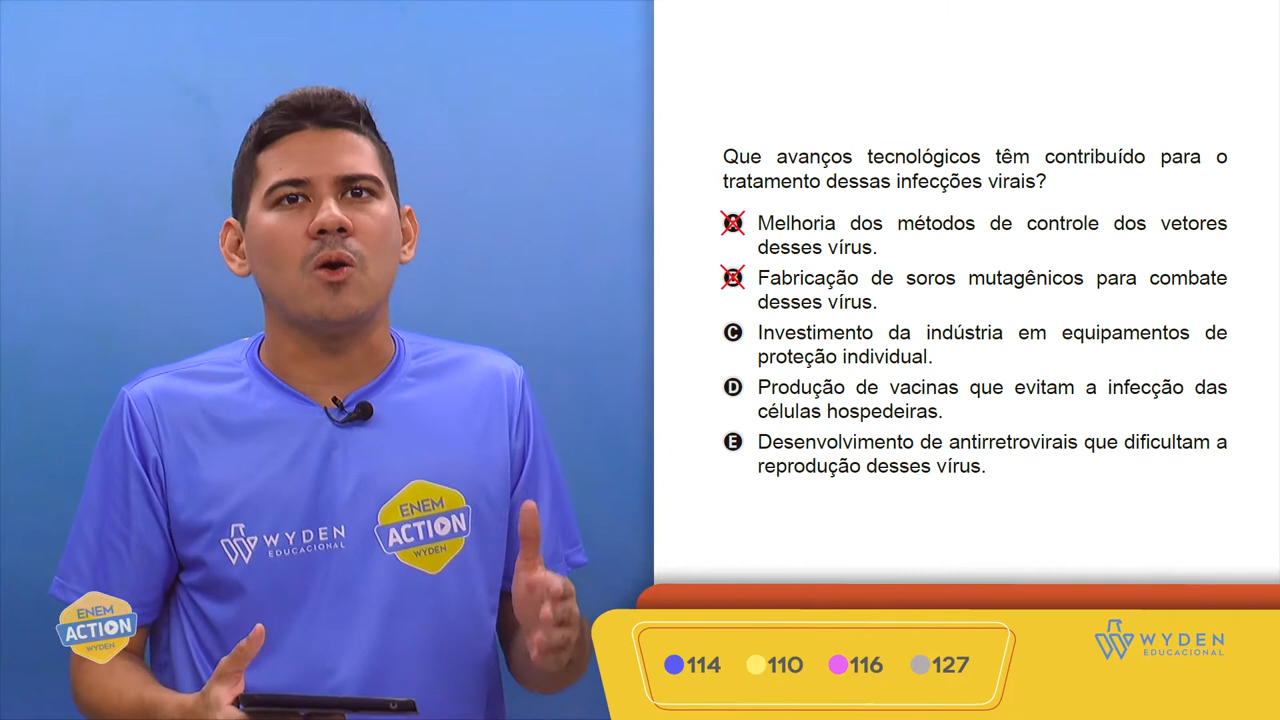 Que avanços tecnológicos têm contribuído para o
tratamento dessas infecções virais?
Melhoria dos métodos de controle dos vetores
desses vírus.
Fabricação de soros mutagênicos para combate
desses vírus.
C Investimento da indústria em equipamentos de
proteção individual.
D Produção de vacinas que evitam a infecção das
células hospedeiras.
E Desenvolvimento de antirretrovirais que dificultam a
reprodução desses vírus.
WYDEN
EDUCACIONAL
ENEM
ACTION
WYDEN
ENEM
ACTION
WYDEN
114 110 116 127
WYDEN
EDUCACIONAL